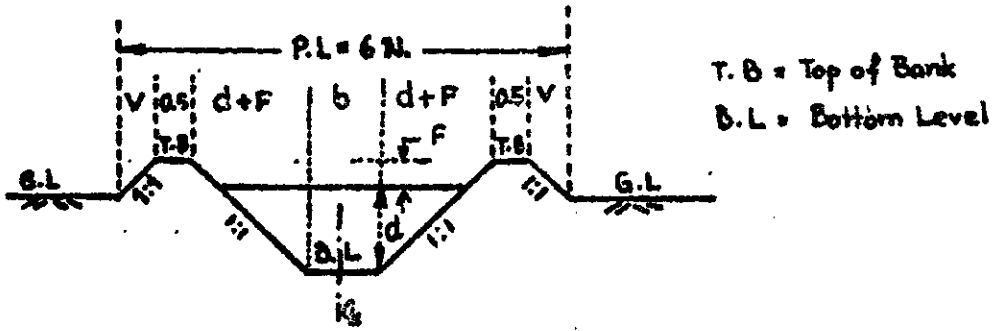 P.L = 6 M.
T.B = Top of Bank
B.L = Bottom Level
V 0.5 d+F b d+F 0.5 V
F
T.B T.B
G.L G.L
1:1 1:1 1:1 1:1
d
B.L